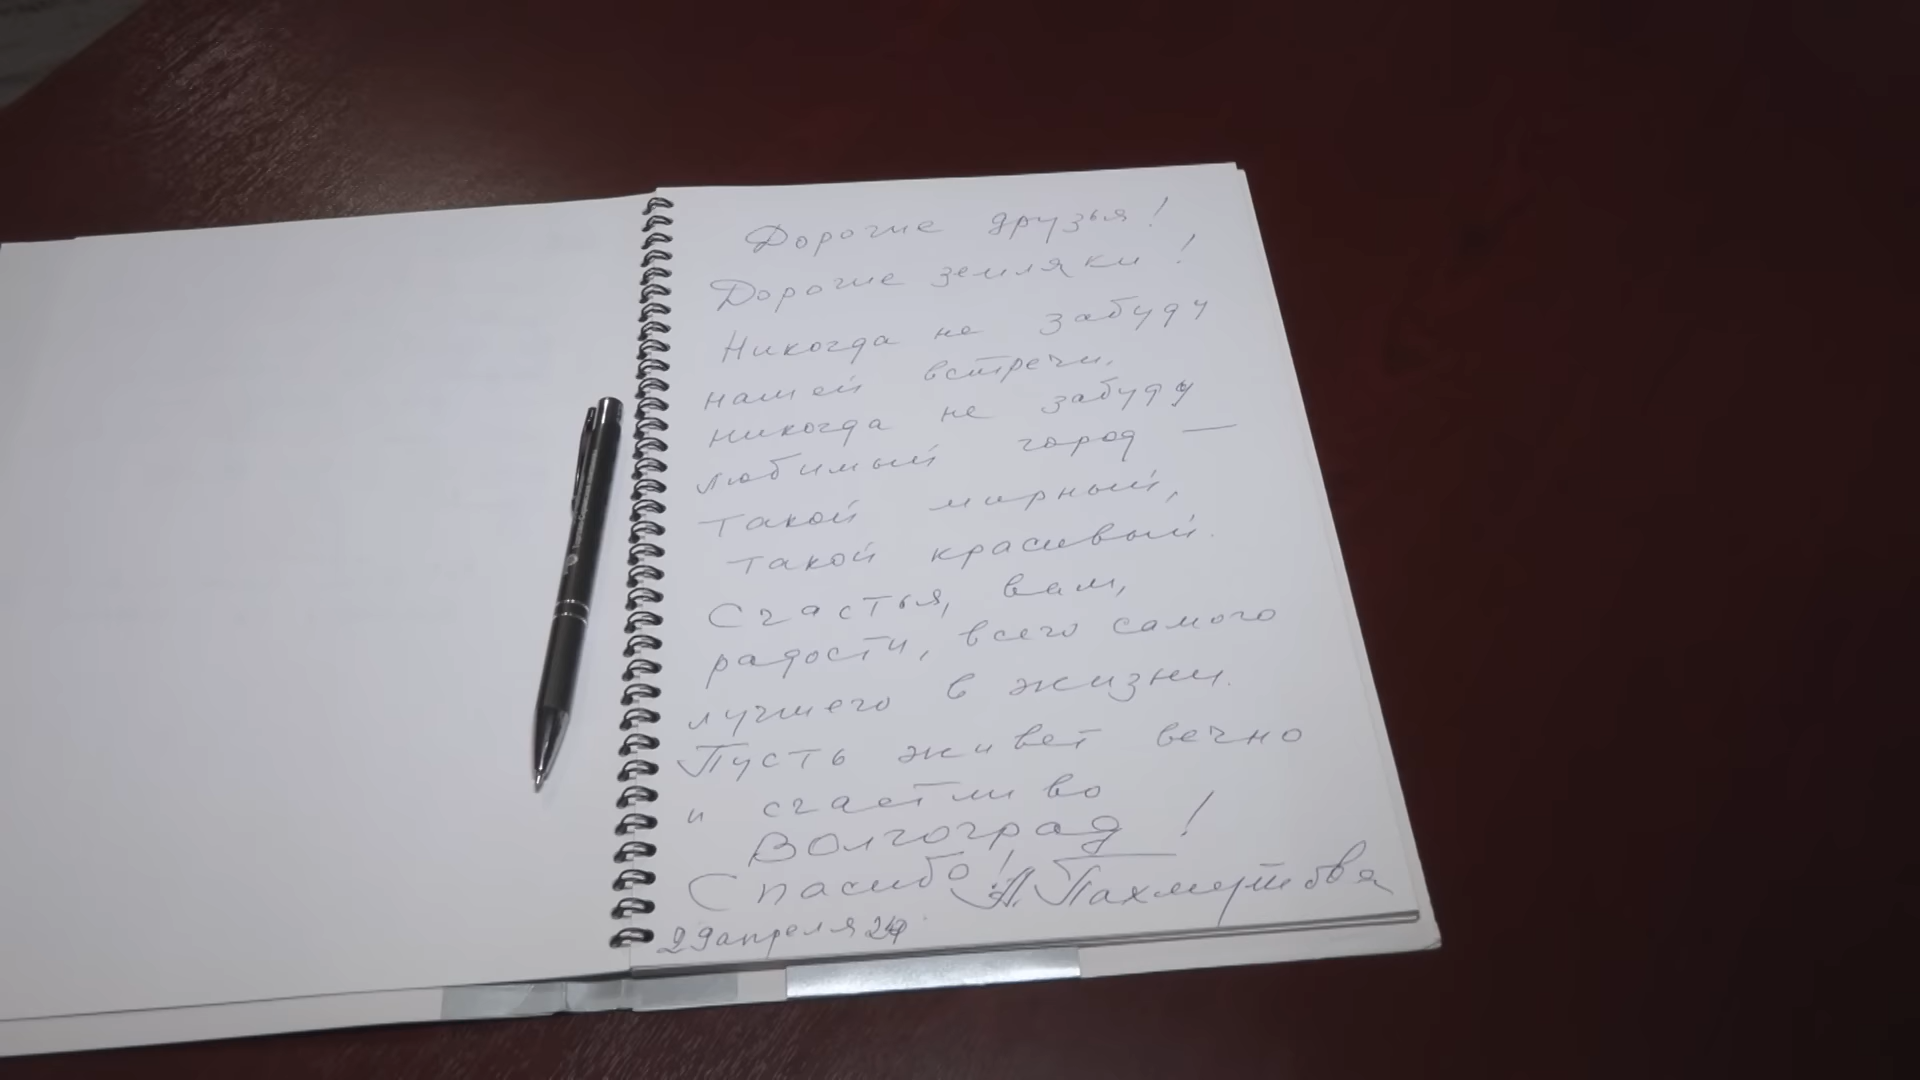 Дорогие друзья!
Дорогие земляки!
Никогда не забуду
нашей встречи,
никогда не забуду
любимый город —
такой мирный,
такой красивый.
Счастья, вам,
радости, всего самого
лучшего в жизни.
Пусть живет вечно
и счастливо
Волгоград!
Спасибо! А. Пахмутова
29 апреля 24